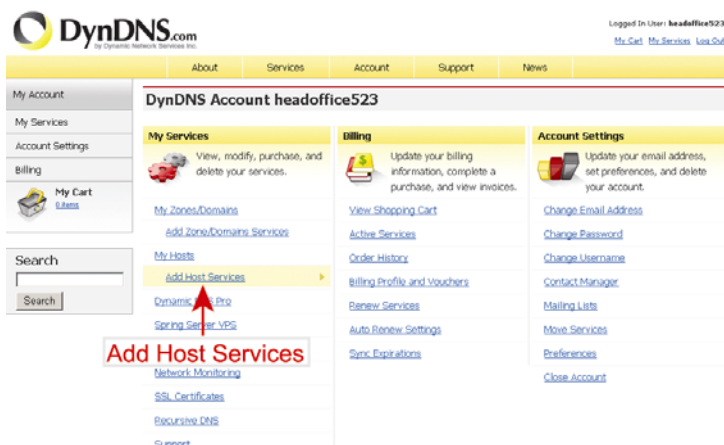 DynDNS.com
by Dynamic Network Services Inc.
Logged In User: headoffice523
My Cart My Services Log Out
About Services Account Support News
My Account
My Services
Account Settings
Billing
My Cart
0 items
Search
Search
DynDNS Account headoffice523
My Services
View, modify, purchase, and
delete your services.
My Zones/Domains
Add Zone/Domains Services
My Hosts
Add Host Services
Dynamic Pro
Spring Server VPS
Add Host Services
Network Monitoring
SSL Certificates
Recursive DNS
Support
Billing
Update your billing
information, complete a
purchase, and view invoices.
View Shopping Cart
Active Services
Order History
Billing Profile and Vouchers
Renew Services
Auto Renew Settings
Sync Expirations
Account Settings
Update your email address,
set preferences, and delete
your account.
Change Email Address
Change Password
Change Username
Contact Manager
Mailing Lists
Move Services
Preferences
Close Account